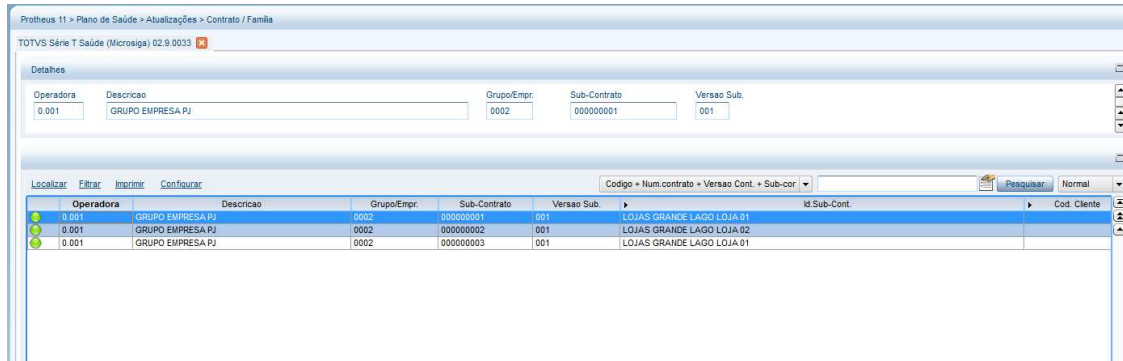 Protheus 11 > Plano de Saúde > Atualizações > Contrato / Familia
TOTVS Série T Saúde (Microsiga) 02.9.0033
Detalhes
Operadora Descricao Grupo/Empr. Sub-Contrato Versao Sub.
0.001 GRUPO EMPRESA PJ 0002 000000001 001
Localizar Filtrar Imprimir Configurar Codigo + Num.contrato + Versao Cont. + Sub-cor Pesquisar Normal
Operadora Descricao Grupo/Empr. Sub-Contrato Versao Sub. Id.Sub-Cont. Cod. Cliente
0.001 GRUPO EMPRESA PJ 0002 000000001 001 LOJAS GRANDE LAGO LOJA 01
0.001 GRUPO EMPRESA PJ 0002 000000002 001 LOJAS GRANDE LAGO LOJA 02
0.001 GRUPO EMPRESA PJ 0002 000000003 001 LOJAS GRANDE LAGO LOJA 01